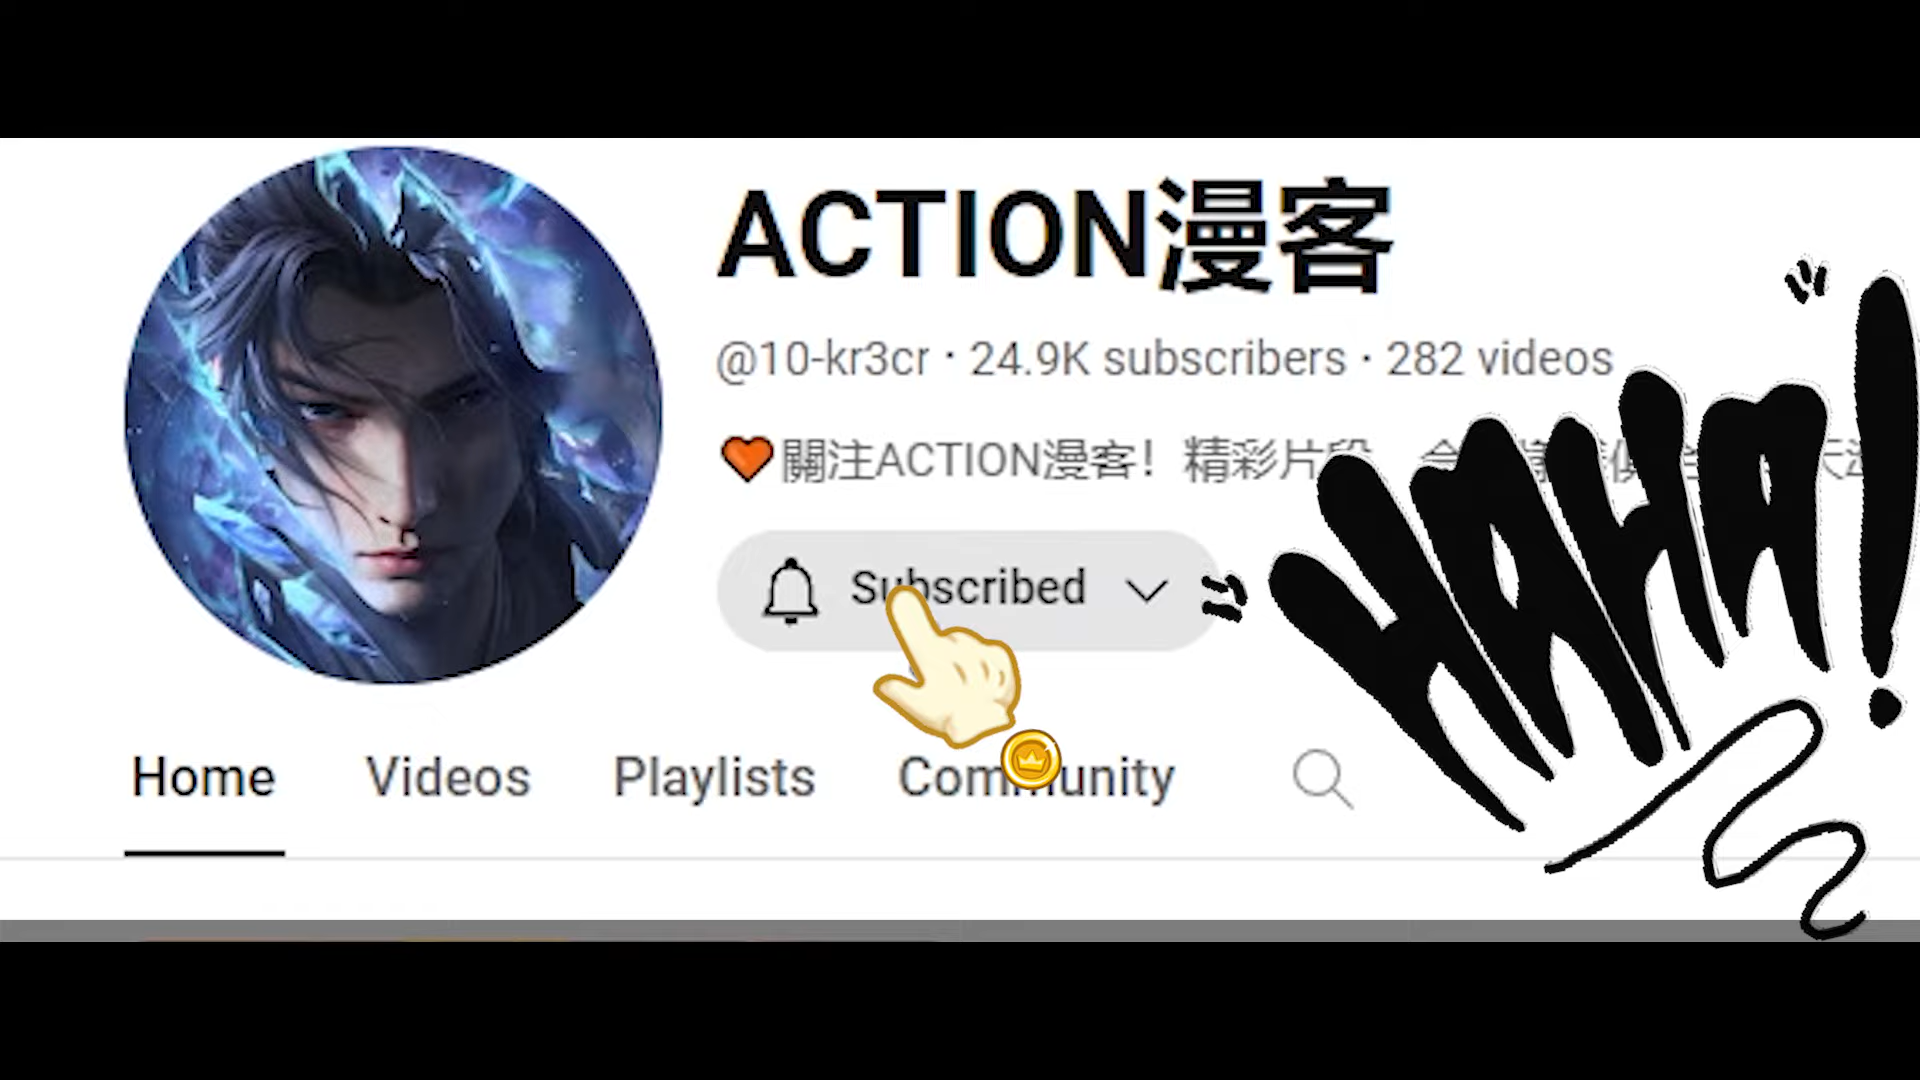 ACTION漫客
@10-kr3cr · 24.9K subscribers · 282 videos
關注ACTION漫客！精彩片段
HAHA!
Subscribed
Home Videos Playlists Community